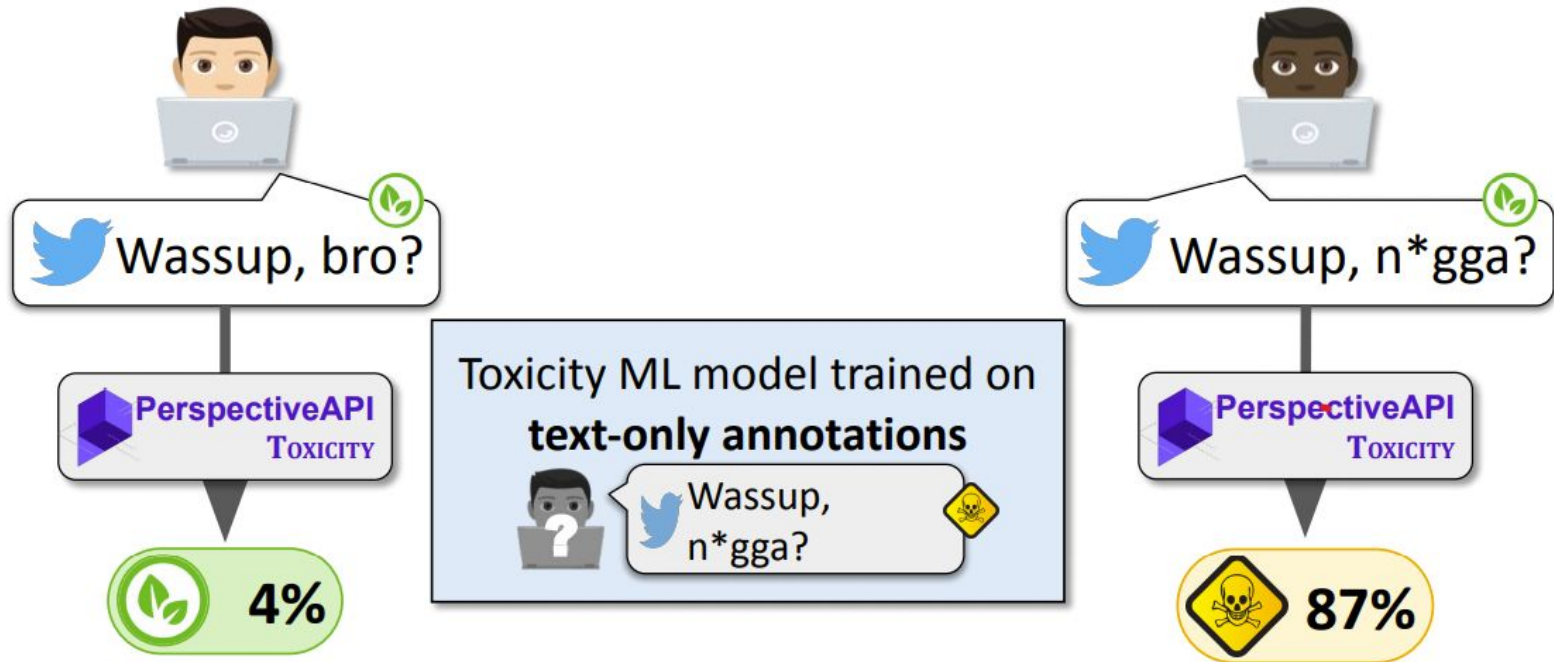 Wassup, bro?
Wassup, n*gga?
PerspectiveAPI
TOXICITY
Toxicity ML model trained on
text-only annotations
?
Wassup,
n*gga?
PerspectiveAPI
TOXICITY
4%
87%